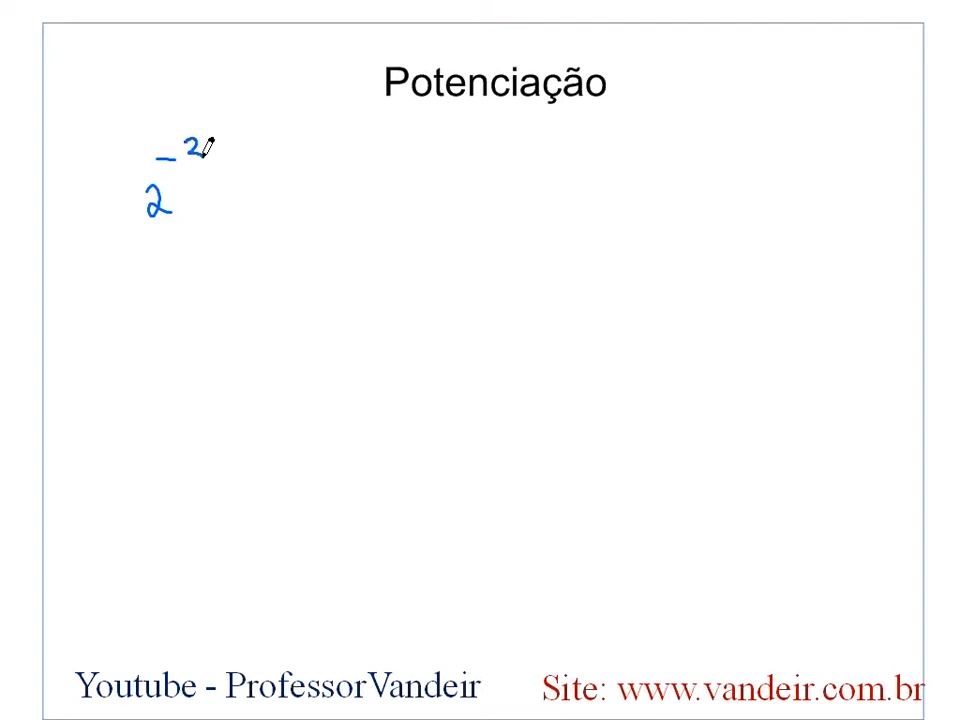 Potenciação
- 2
2
Youtube - ProfessorVandeir
Site: www.vandeir.com.br